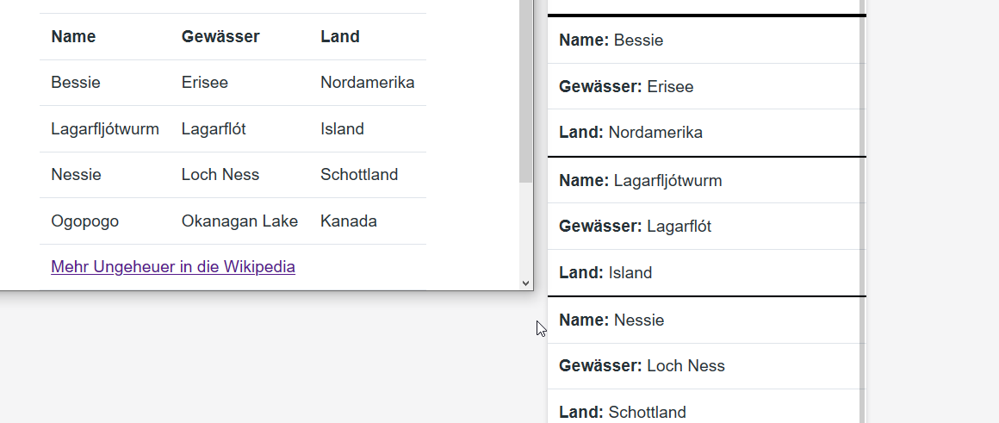 Name Gewässer Land
Bessie Erisee Nordamerika
Lagarfljótwurm Lagarflót Island
Nessie Loch Ness Schottland
Ogopogo Okanagan Lake Kanada
Mehr Ungeheuer in die Wikipedia
Name: Bessie
Gewässer: Erisee
Land: Nordamerika
Name: Lagarfljótwurm
Gewässer: Lagarflót
Land: Island
Name: Nessie
Gewässer: Loch Ness
Land: Schottland